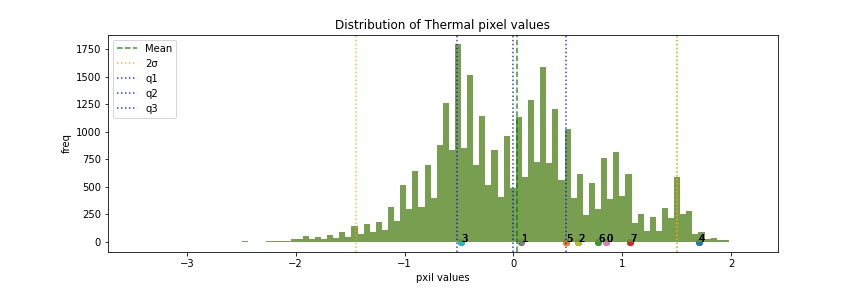 Distribution of Thermal pixel values
Mean
2σ
q1
q2
q3
freq
1750
1500
1250
1000
750
500
250
0
3 1 5 2 6 0 7 4
−3 −2 −1 0 1 2
pxil values